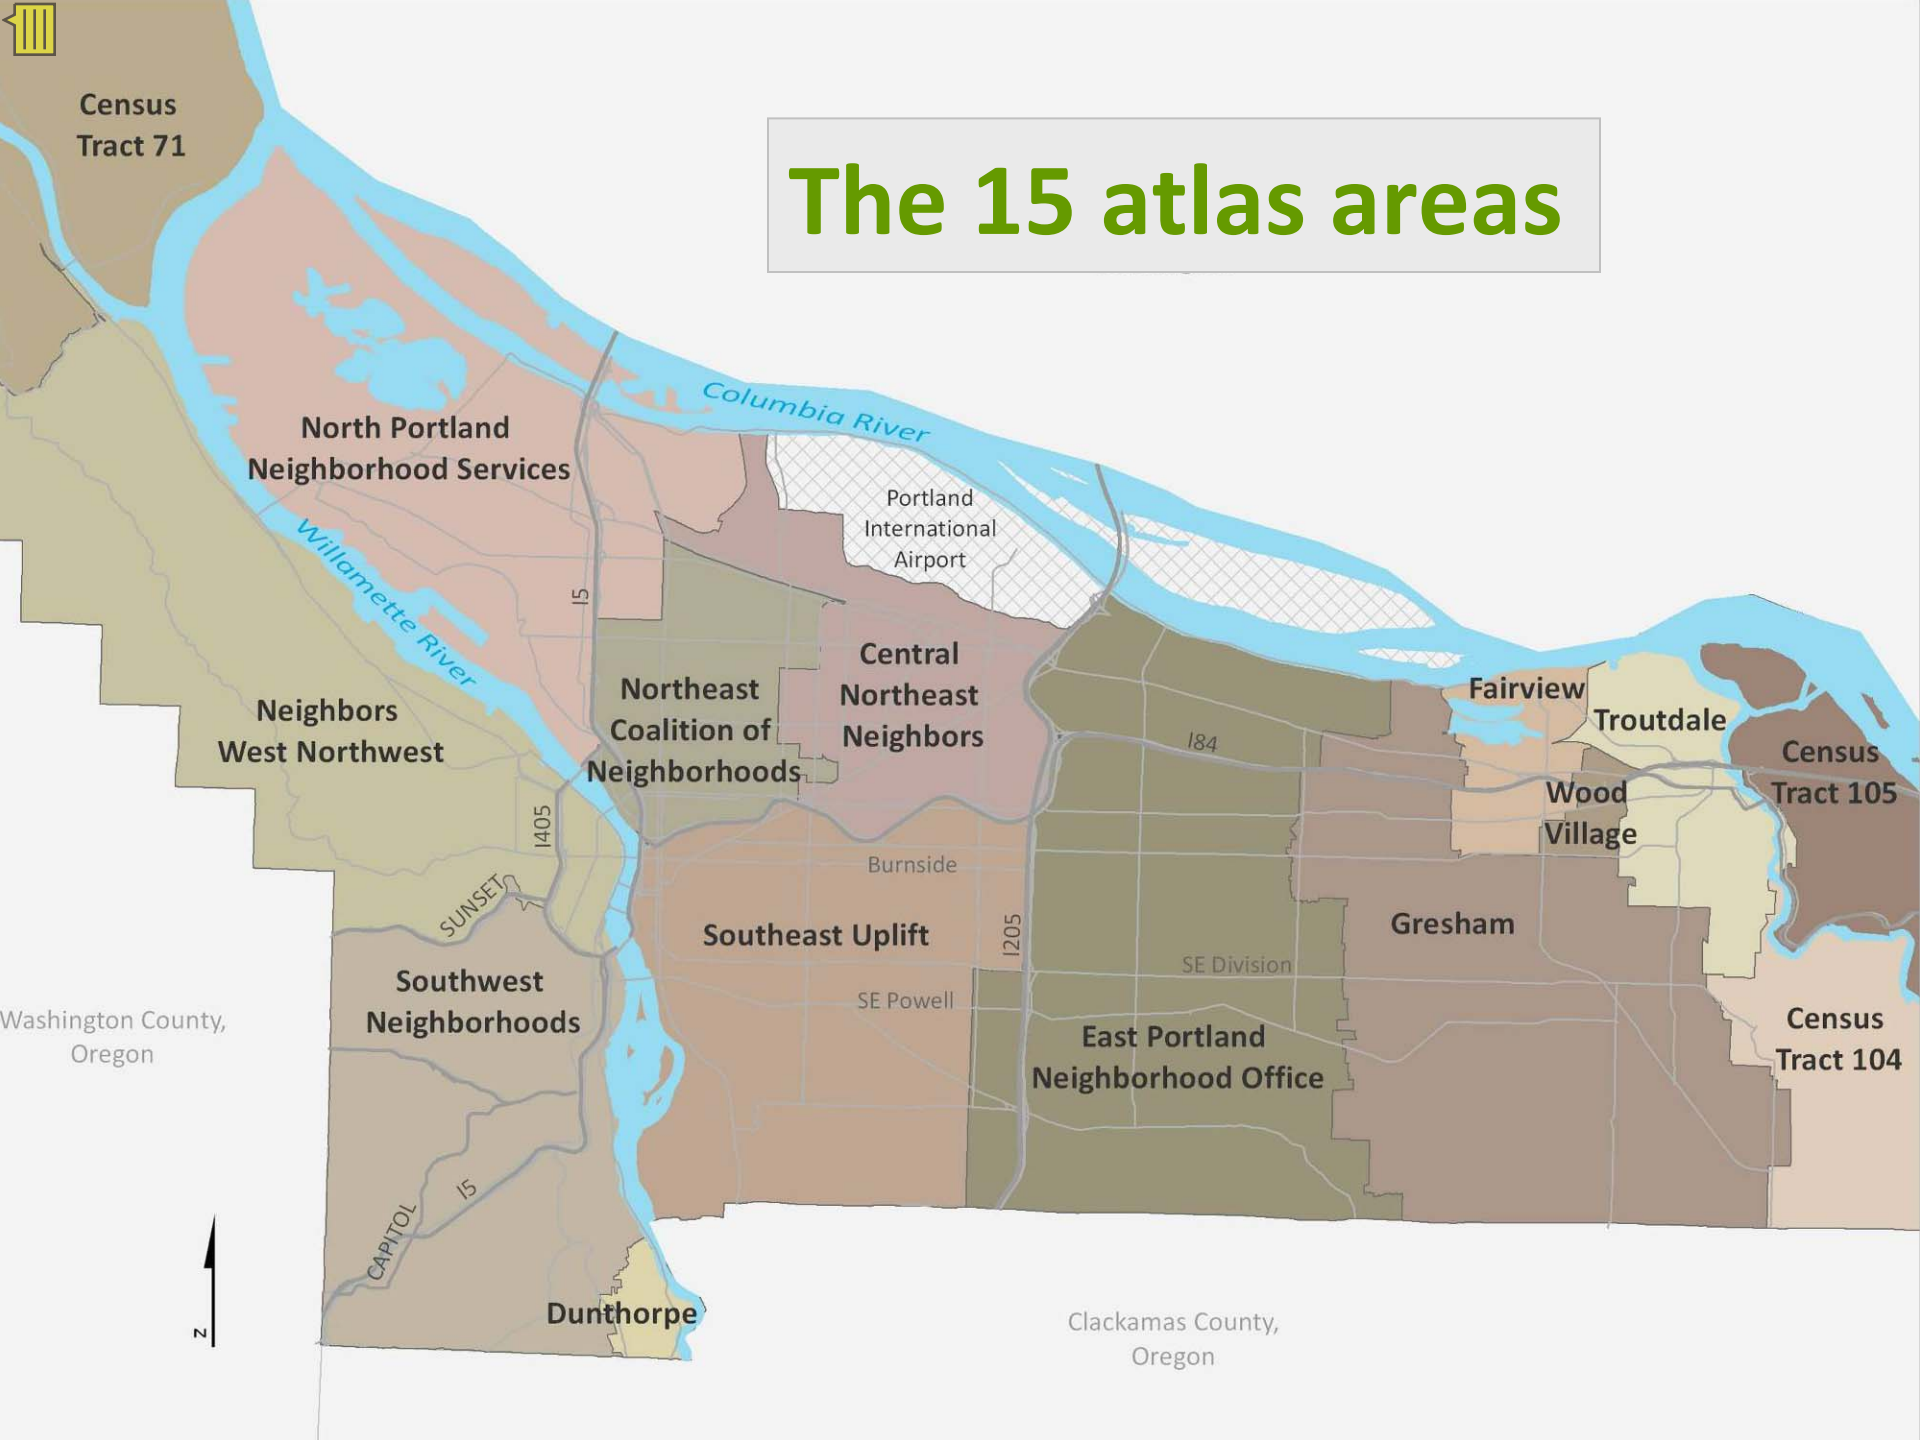 Census
Tract 71
The 15 atlas areas
Columbia River
North Portland
Neighborhood Services
Portland
International
Airport
Willamette River
I5
Central
Northeast
Neighbors
Northeast
Coalition of
Neighborhoods
Neighbors
West Northwest
Fairview
Troutdale
I84
Census
Tract 105
Wood
Village
I405
Burnside
SUNSET
Southeast Uplift
I205
Gresham
SE Division
SE Powell
Southwest
Neighborhoods
Washington County,
Oregon
East Portland
Neighborhood Office
Census
Tract 104
I5
CAPITOL
Dunthorpe
Clackamas County,
Oregon
N